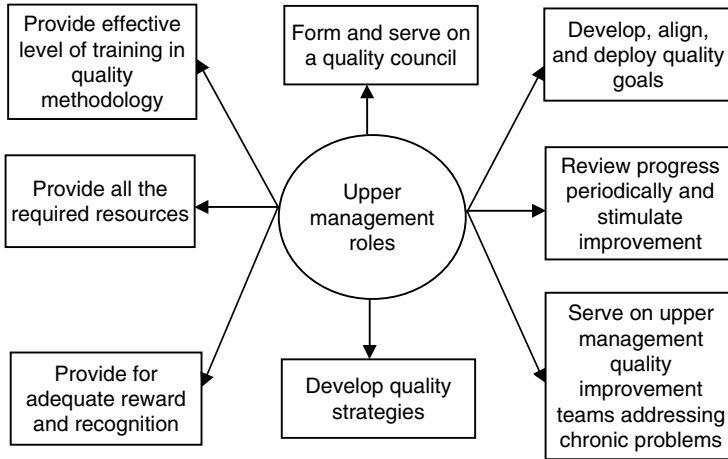 Provide effective
level of training in
quality
methodology
Form and serve on
a quality council
Develop, align,
and deploy quality
goals
Provide all the
required resources
Upper
management
roles
Review progress
periodically and
stimulate
improvement
Provide for
adequate reward
and recognition
Develop quality
strategies
Serve on upper
management
quality
improvement
teams addressing
chronic problems